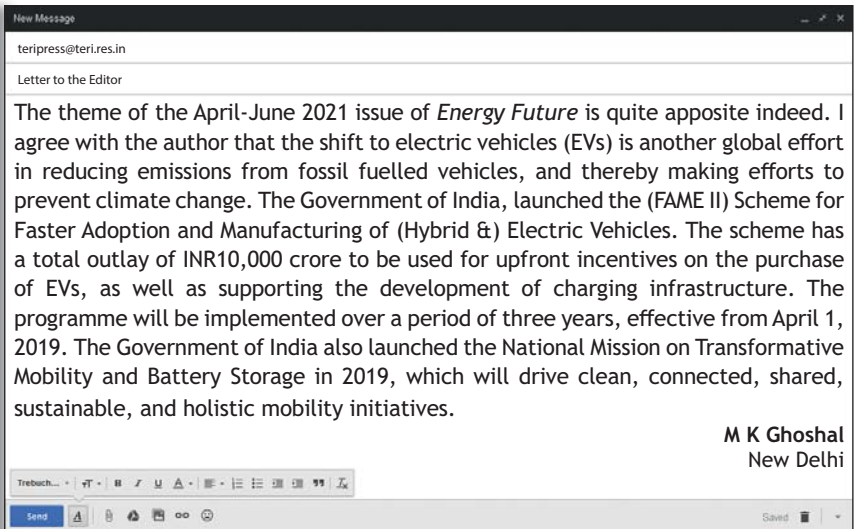 New Message
teripress@teri.res.in
Letter to the Editor
The theme of the April-June 2021 issue of Energy Future is quite apposite indeed. I
agree with the author that the shift to electric vehicles (EVs) is another global effort
in reducing emissions from fossil fuelled vehicles, and thereby making efforts to
prevent climate change. The Government of India, launched the (FAME II) Scheme for
Faster Adoption and Manufacturing of (Hybrid &) Electric Vehicles. The scheme has
a total outlay of INR10,000 crore to be used for upfront incentives on the purchase
of EVs, as well as supporting the development of charging infrastructure. The
programme will be implemented over a period of three years, effective from April 1,
2019. The Government of India also launched the National Mission on Transformative
Mobility and Battery Storage in 2019, which will drive clean, connected, shared,
sustainable, and holistic mobility initiatives.
M K Ghoshal
New Delhi
Trebuch... TT B I U A
Send A Saved